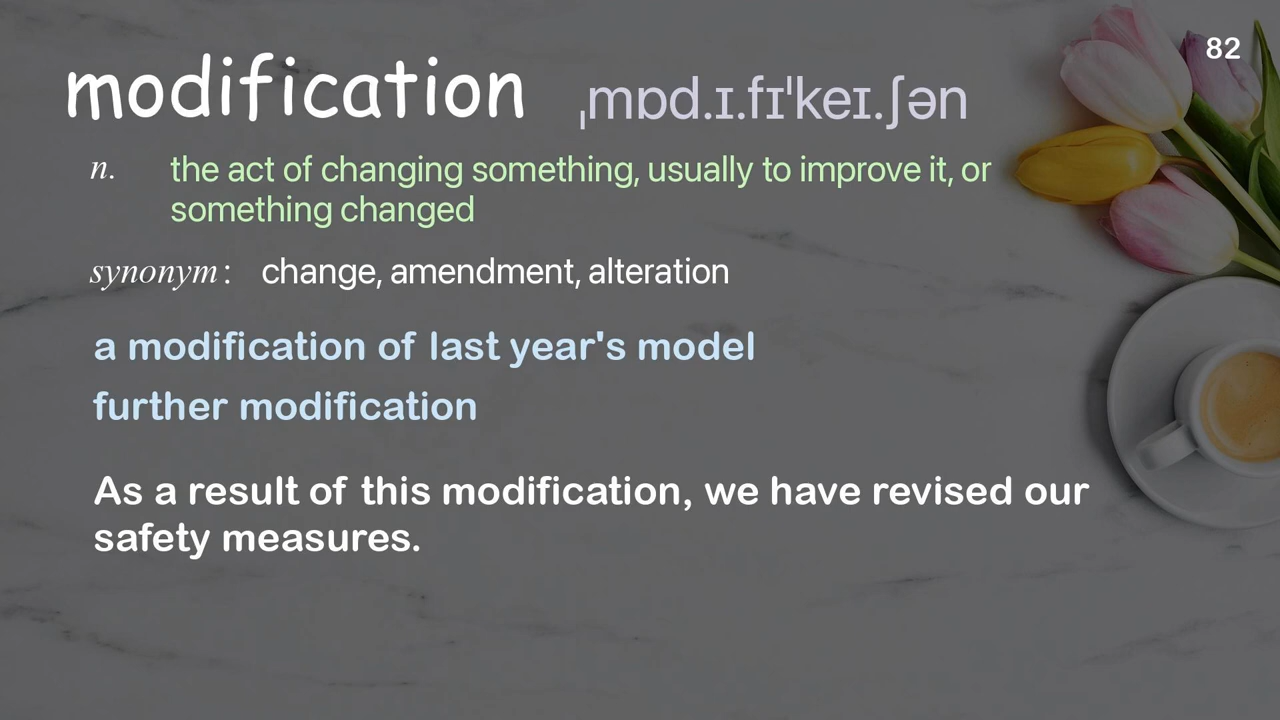 82
modification ˌmɒd.ɪ.fɪˈkeɪ.ʃən
n. the act of changing something, usually to improve it, or
something changed
synonym: change, amendment, alteration
a modification of last year's model
further modification
As a result of this modification, we have revised our
safety measures.